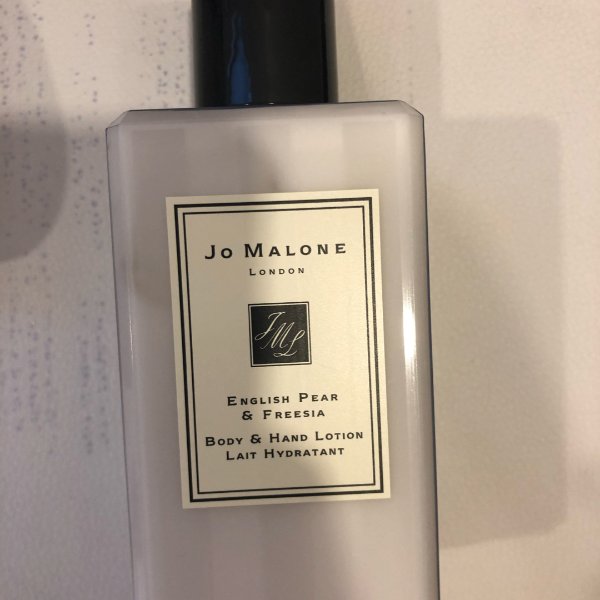 JO MALONE
LONDON
JML
ENGLISH PEAR
& FREESIA
BODY & HAND LOTION
LAIT HYDRATANT